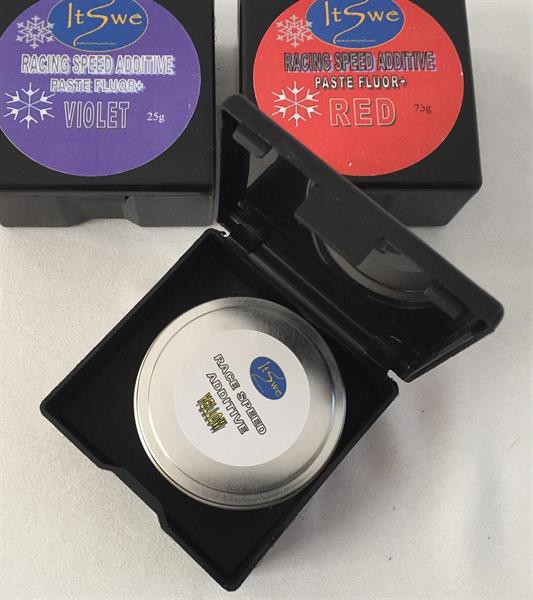 ItSwe
RACING SPEED ADDITIVE
PASTE FLUOR+
VIOLET
25g
ItSwe
RACING SPEED ADDITIVE
PASTE FLUOR+
RED
ItSwe
RACE SPEED
ADDITIVE
YELLOW